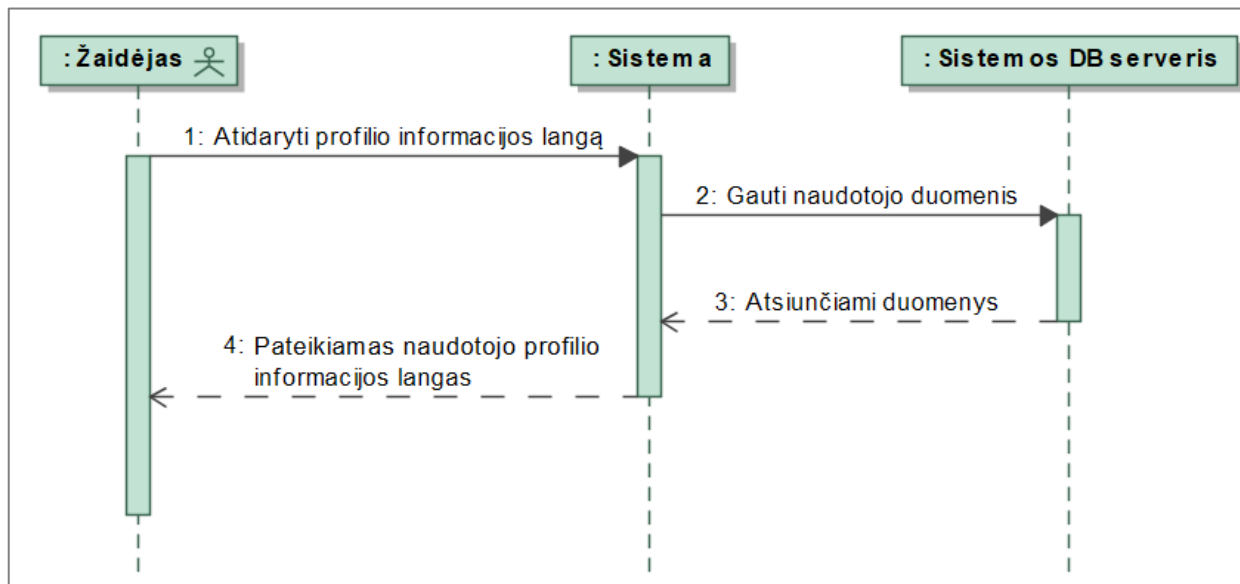 : Žaidėjas
: Sistema
: Sistemos DB serveris
1: Atidaryti profilio informacijos langą
2: Gauti naudotojo duomenis
3: Atsiunčiami duomenys
4: Pateikiamas naudotojo profilio
informacijos langas